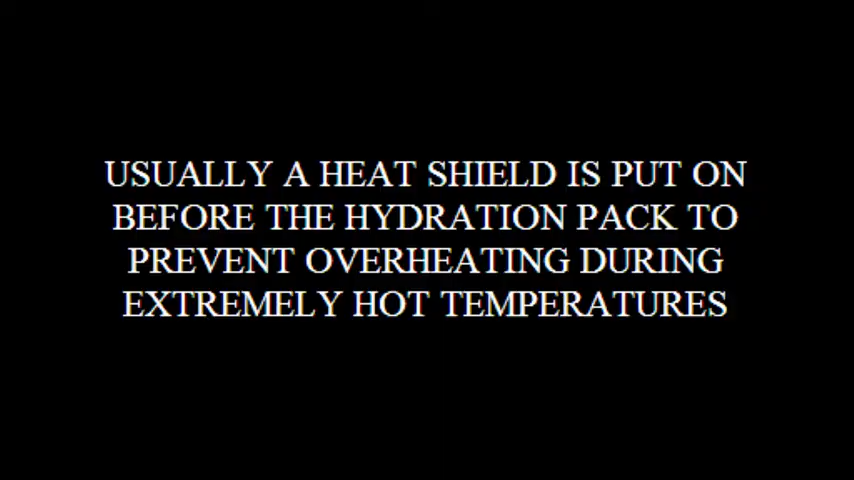 USUALLY A HEAT SHIELD IS PUT ON
BEFORE THE HYDRATION PACK TO
PREVENT OVERHEATING DURING
EXTREMELY HOT TEMPERATURES